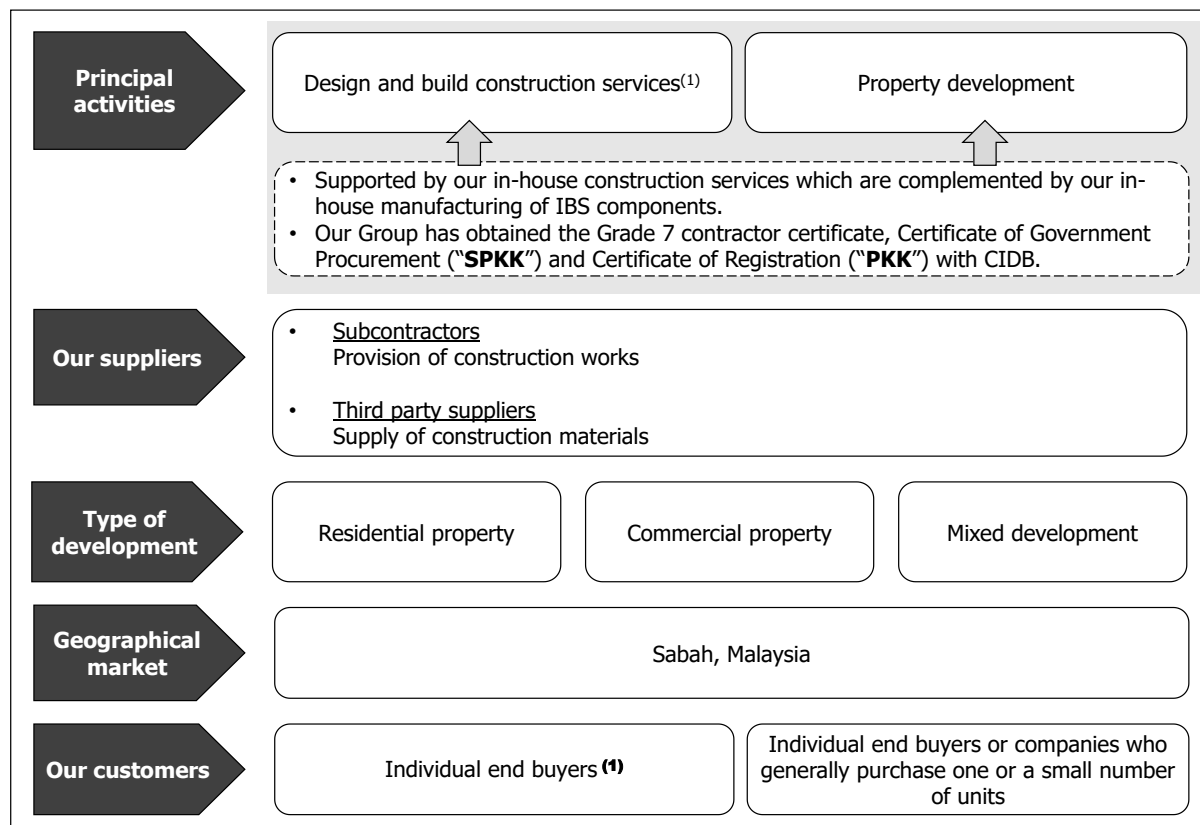 Principal
activities
Design and build construction services(1)
Property development
• Supported by our in-house construction services which are complemented by our in-
house manufacturing of IBS components.
• Our Group has obtained the Grade 7 contractor certificate, Certificate of Government
Procurement (“SPKK”) and Certificate of Registration (“PKK”) with CIDB.
Our suppliers
• Subcontractors
Provision of construction works
• Third party suppliers
Supply of construction materials
Type of
development
Residential property
Commercial property
Mixed development
Geographical
market
Sabah, Malaysia
Our customers
Individual end buyers (1)
Individual end buyers or companies who
generally purchase one or a small number
of units